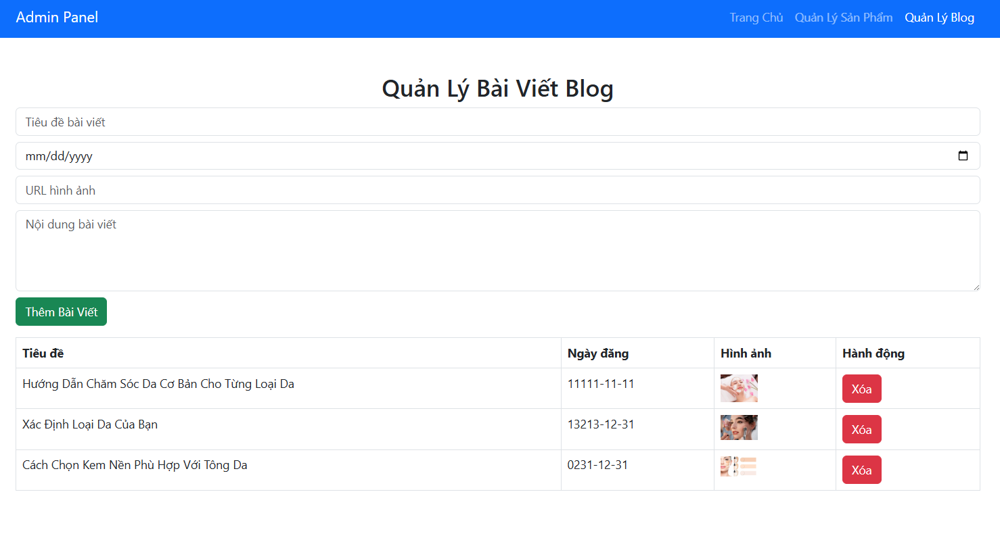 Admin Panel Trang Chủ Quản Lý Sản Phẩm Quản Lý Blog
Quản Lý Bài Viết Blog
Tiêu đề bài viết
mm/dd/yyyy
URL hình ảnh
Nội dung bài viết
Thêm Bài Viết
Tiêu đề Ngày đăng Hình ảnh Hành động
Hướng Dẫn Chăm Sóc Da Cơ Bản Cho Từng Loại Da 11111-11-11 Xóa
Xác Định Loại Da Của Bạn 13213-12-31 Xóa
Cách Chọn Kem Nền Phù Hợp Với Tông Da 0231-12-31 Xóa